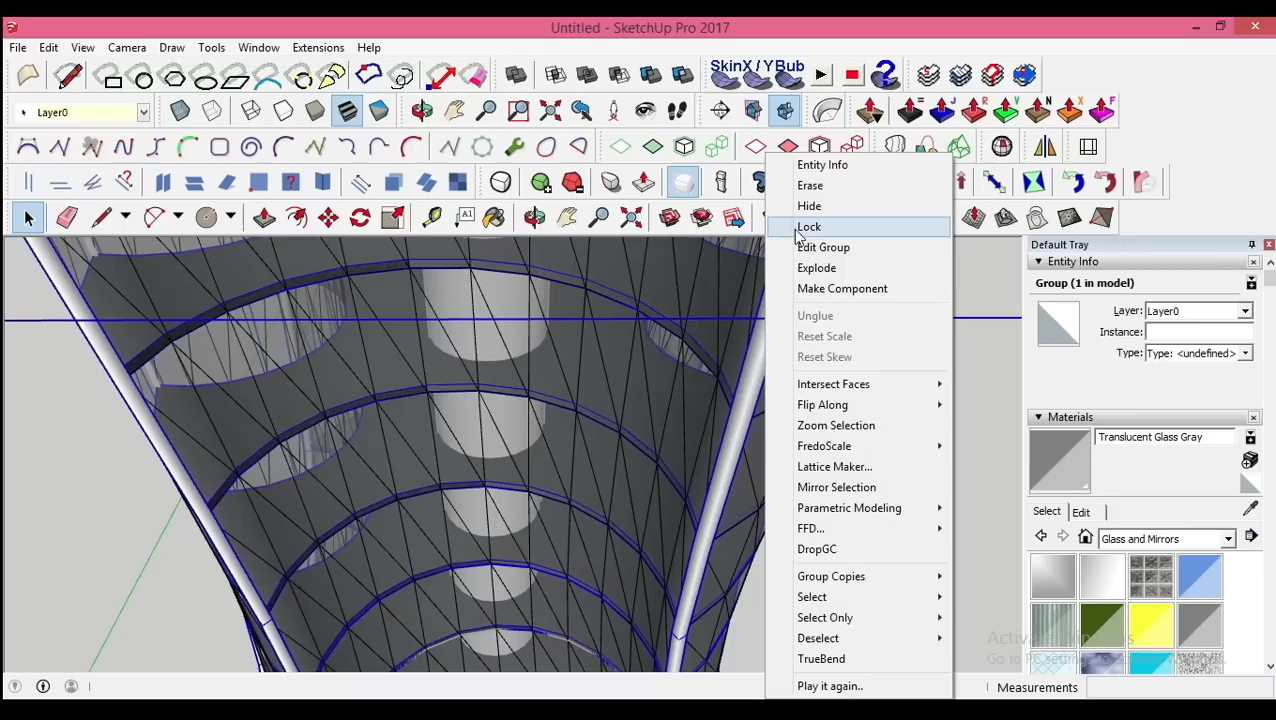 Untitled - SketchUp Pro 2017
File Edit View Camera Draw Tools Window Extensions Help
SkinX / YBub
Layer0
Entity Info
Erase
Hide
Lock
Edit Group
Explode
Make Component
Unglue
Reset Scale
Reset Skew
Intersect Faces
Flip Along
Zoom Selection
FredoScale
Lattice Maker...
Mirror Selection
Parametric Modeling
FFD...
DropGC
Group Copies
Select
Select Only
Deselect
TrueBend
Play it again..
Default Tray
Entity Info
Group (1 in model)
Layer: Layer0
Instance:
Type: Type: <undefined>
Materials
Translucent Glass Gray
Select Edit
Glass and Mirrors
Measurements